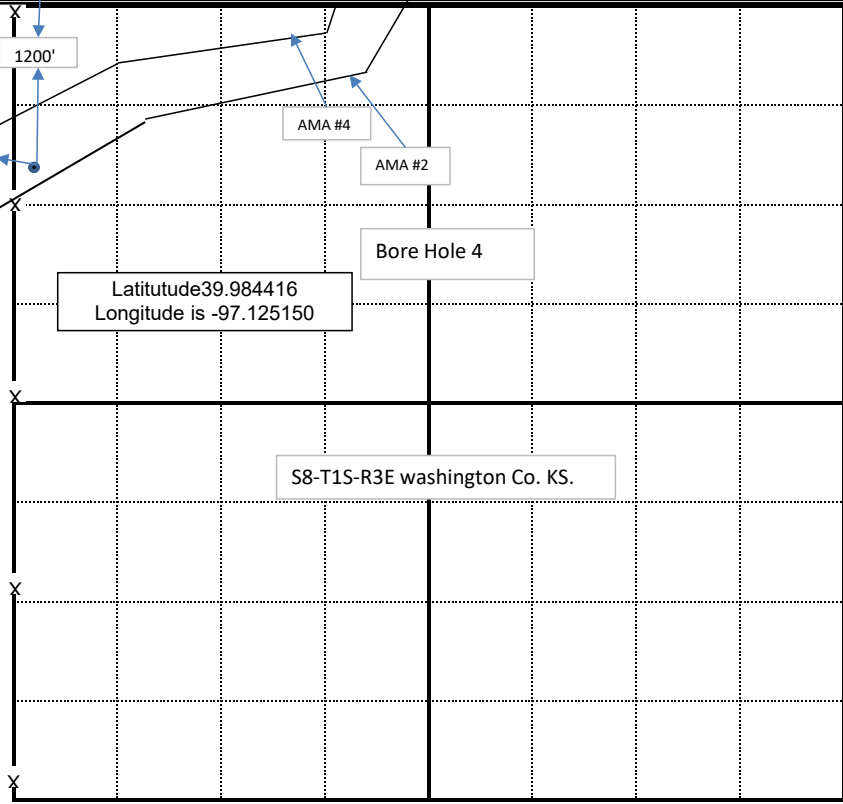 X
1200'
AMA #4
AMA #2
X
Bore Hole 4
Latitutude39.984416
Longitude is -97.125150
X
S8-T1S-R3E washington Co. KS.
X
X